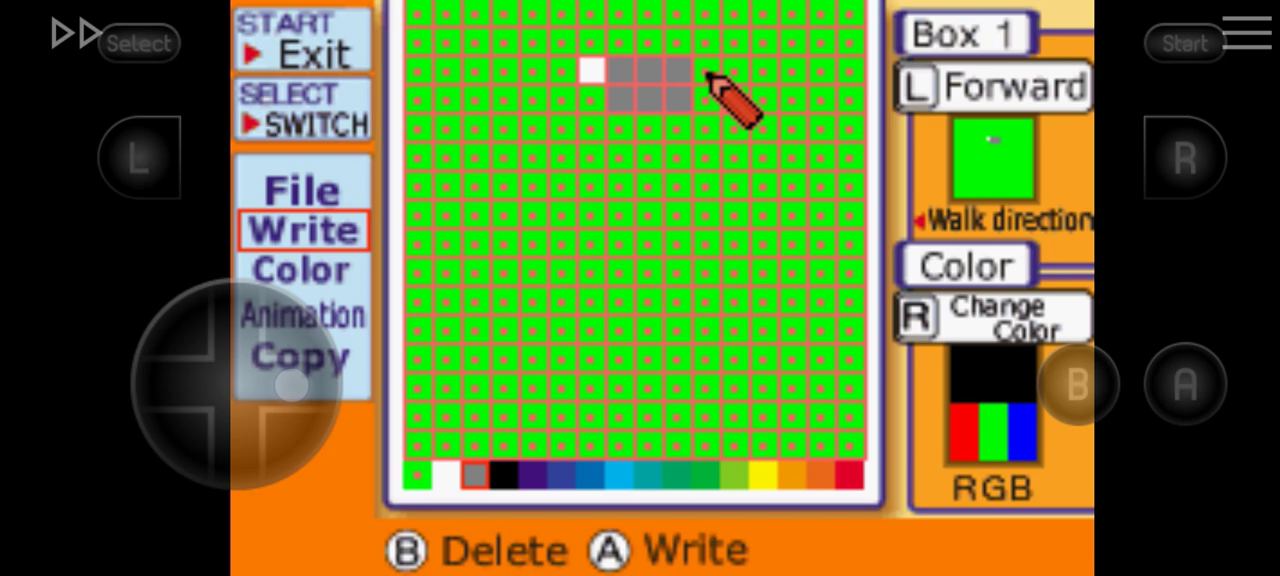 Select
START
Exit
SELECT
SWITCH
File
Write
Color
Animation
Copy
L
Box 1
L Forward
Walk direction
Color
R Change
Color
RGB
Start
R
B
A
B Delete A Write